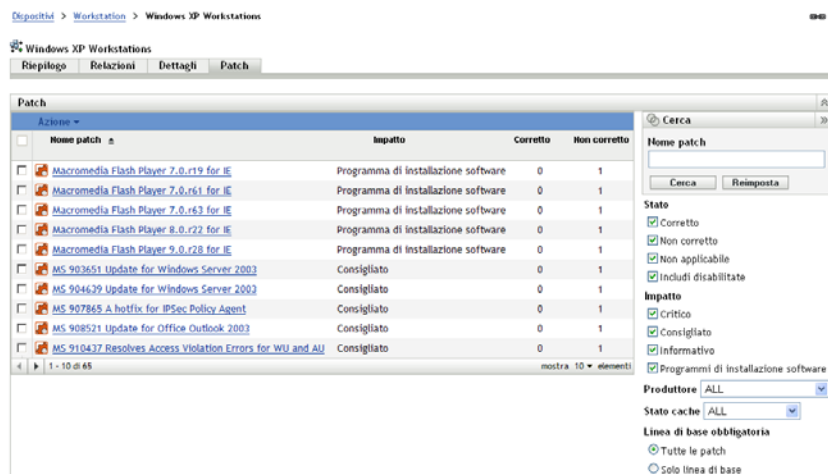 Dispositivi > Workstation > Windows XP Workstations
Windows XP Workstations
Riepilogo Relazioni Dettagli Patch
Patch
Azione
Nome patch Impatto Corretto Non corretto
Macromedia Flash Player 7.0.r19 for IE Programma di installazione software 0 1
Macromedia Flash Player 7.0.r61 for IE Programma di installazione software 0 1
Macromedia Flash Player 7.0.r63 for IE Programma di installazione software 0 1
Macromedia Flash Player 8.0.r22 for IE Programma di installazione software 0 1
Macromedia Flash Player 9.0.r28 for IE Programma di installazione software 0 1
MS 903651 Update for Windows Server 2003 Consigliato 0 1
MS 904639 Update for Windows Server 2003 Consigliato 0 1
MS 907865 A hotfix for IPSec Policy Agent Consigliato 0 1
MS 908521 Update for Office Outlook 2003 Consigliato 0 1
MS 910437 Resolves Access Violation Errors for WU and AU Consigliato 0 1
1 - 10 di 65 mostra 10 elementi
Cerca
Nome patch
Cerca Reimposta
Stato
Corretto
Non corretto
Non applicabile
Includi disabilitate
Impatto
Critico
Consigliato
Informativo
Programmi di installazione software
Produttore ALL
Stato cache ALL
Linea di base obbligatoria
Tutte le patch
Solo linea di base